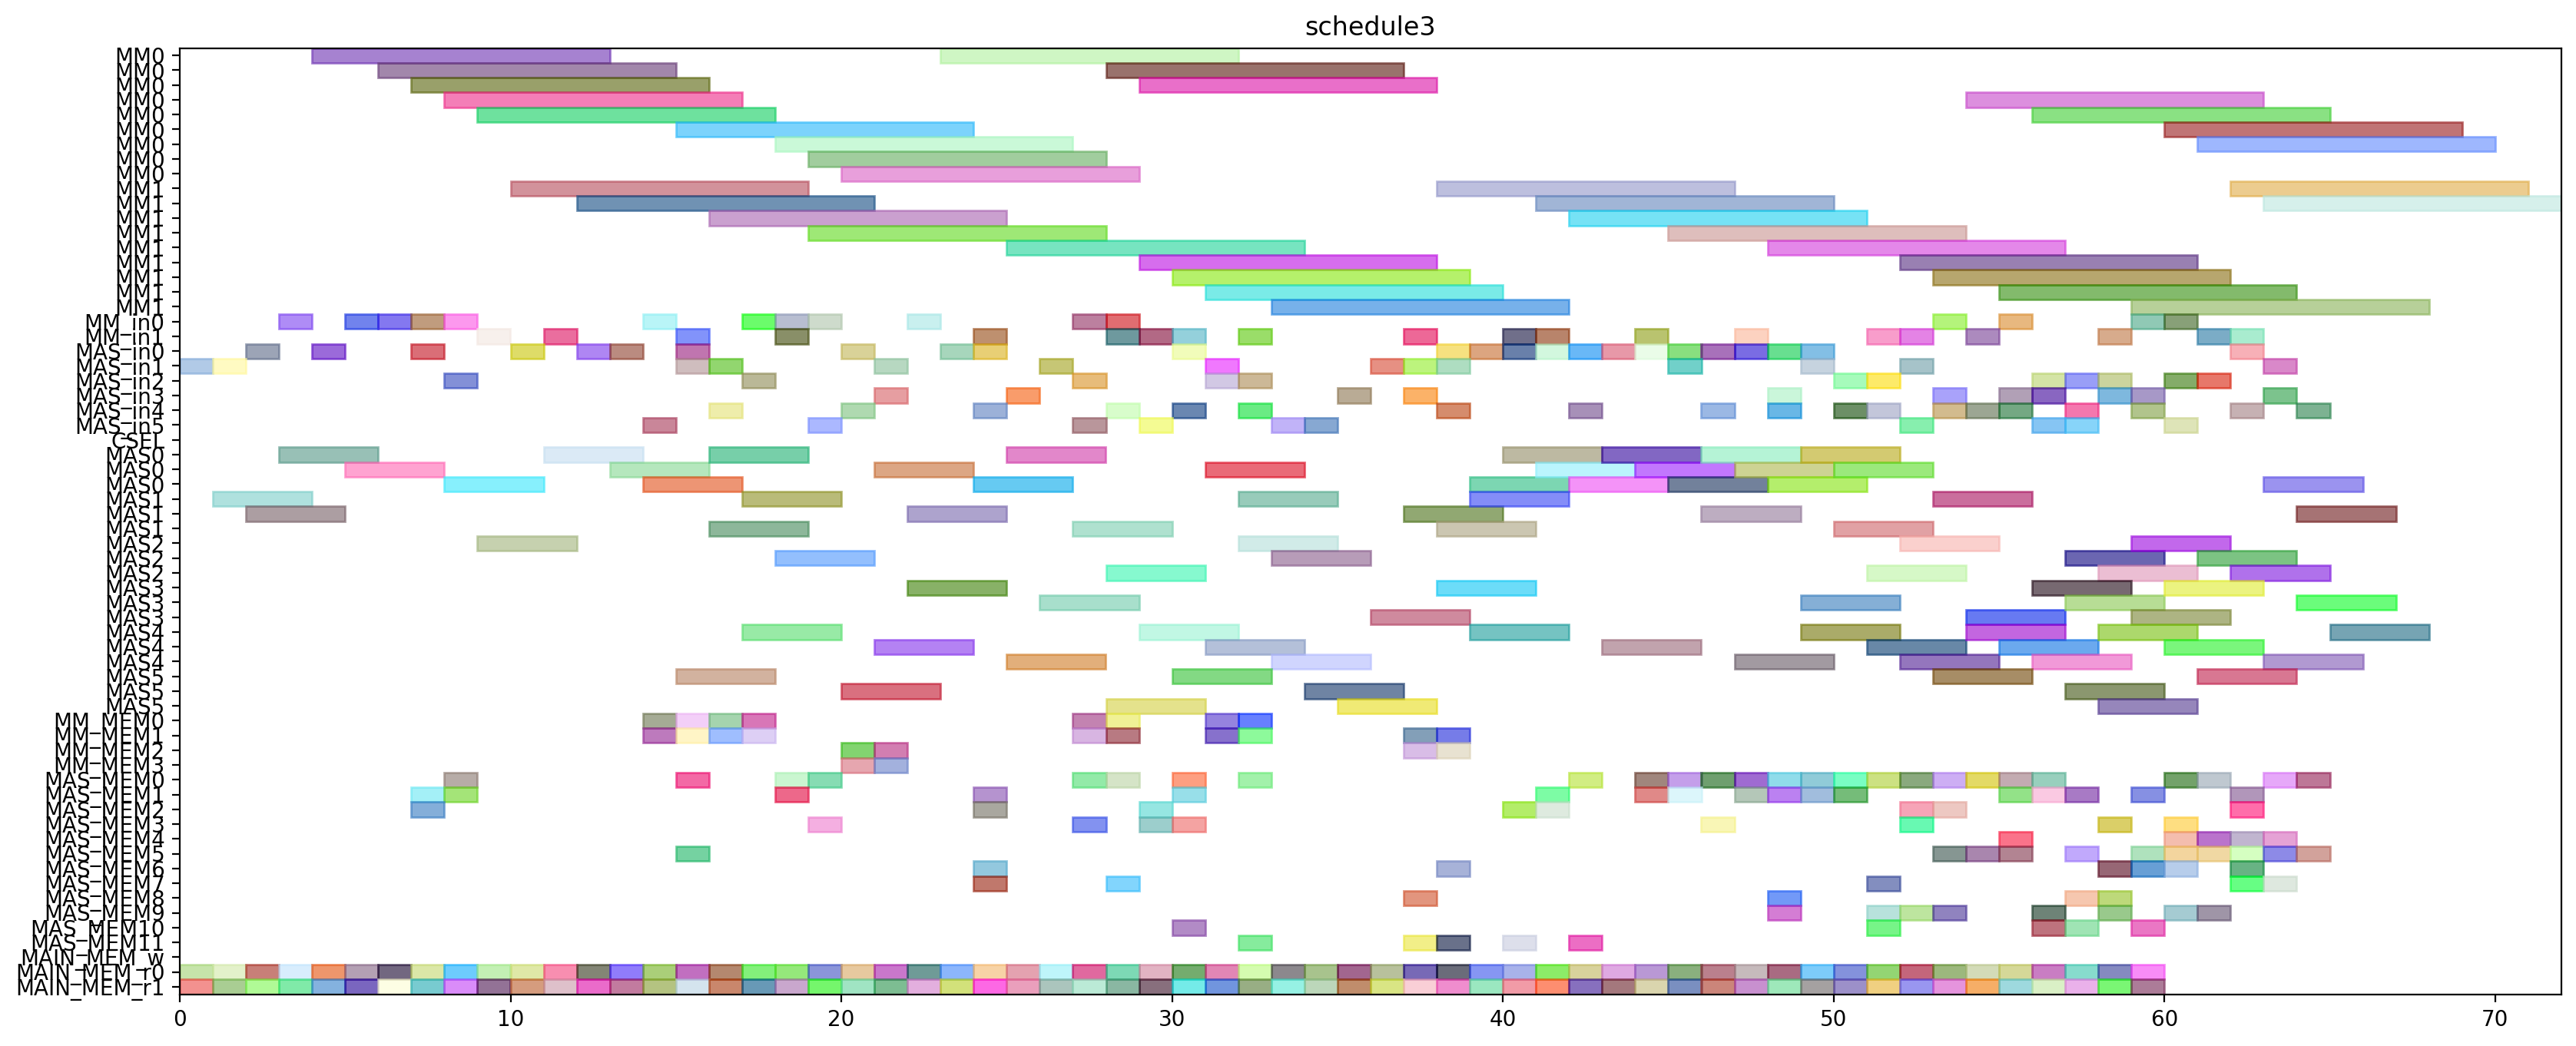 schedule3
MM0
MM0
MM0
MM0
MM0
MM0
MM0
MM0
MM0
MM1
MM1
MM1
MM1
MM1
MM1
MM1
MM1
MM1
MM_in0
MM_in1
MAS_in0
MAS_in1
MAS_in2
MAS_in3
MAS_in4
MAS_in5
CSEL
MAS0
MAS0
MAS0
MAS1
MAS1
MAS1
MAS2
MAS2
MAS2
MAS3
MAS3
MAS3
MAS4
MAS4
MAS4
MAS5
MAS5
MAS5
MM_MEM0
MM_MEM1
MM_MEM2
MM_MEM3
MAS_MEM0
MAS_MEM1
MAS_MEM2
MAS_MEM3
MAS_MEM4
MAS_MEM5
MAS_MEM6
MAS_MEM7
MAS_MEM8
MAS_MEM9
MAS_MEM10
MAS_MEM11
MAIN_MEM_w
MAIN_MEM_r0
MAIN_MEM_r1
0 10 20 30 40 50 60 70